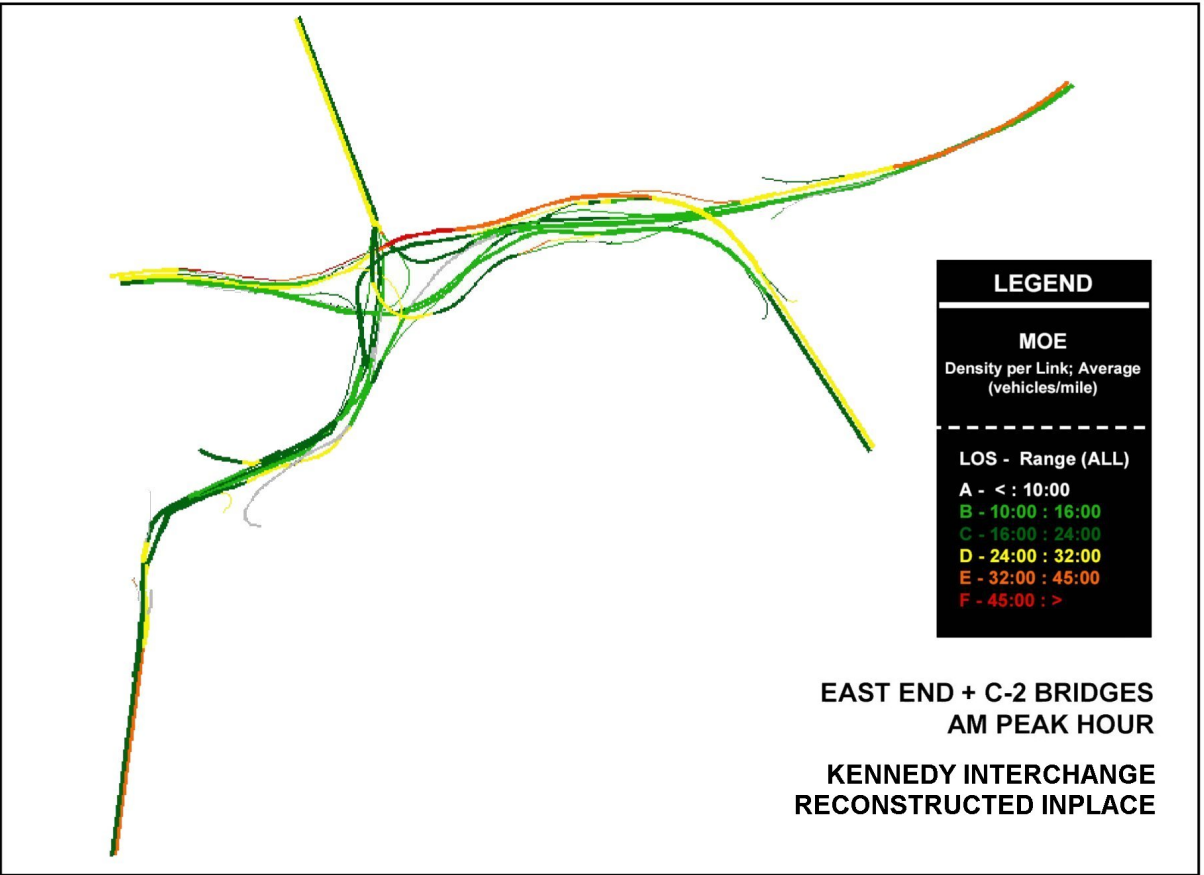 LEGEND
MOE
Density per Link; Average
(vehicles/mile)
LOS - Range (ALL)
A - < : 10:00
B - 10:00 : 16:00
C - 16:00 : 24:00
D - 24:00 : 32:00
E - 32:00 : 45:00
F - 45:00 : >
EAST END + C-2 BRIDGES
AM PEAK HOUR
KENNEDY INTERCHANGE
RECONSTRUCTED INPLACE